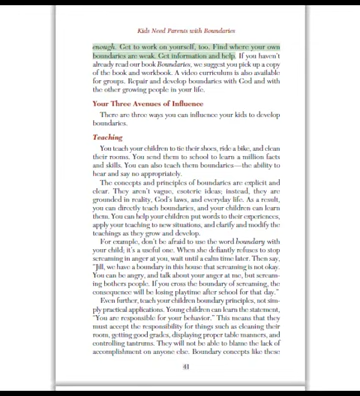 Kids Need Parents with Boundaries
enough. Get to work on yourself, too. Find where your own
boundaries are weak. Get information and help. If you haven't
already read our book Boundaries, we suggest you pick up a copy
of the book and workbook. A video curriculum is also available
for groups. Repair and develop boundaries with God and with
the other growing people in your life.
Your Three Avenues of Influence
There are three ways you can influence your kids to develop
boundaries.
Teaching
You teach your children to tie their shoes, ride a bike, and clean
their rooms. You send them to school to learn a million facts
and skills. You can also teach them boundaries—the ability to
hear and say no appropriately.
The concepts and principles of boundaries are explicit and
clear. They aren't vague, esoteric ideas; instead, they are
grounded in reality, God's laws, and everyday life. As a result,
you can directly teach boundaries, and your children can learn
them. You can help your children put words to their experiences,
apply your teaching to new situations, and clarify and modify the
teachings as they grow and develop.
For example, don't be afraid to use the word boundary with
your child; it's a useful one. When she defiantly refuses to stop
screaming in anger at you, wait until a calm time later. Then say,
"Jill, we have a boundary in this house that screaming is not okay.
You can be angry, and talk about your anger at me, but scream-
ing bothers people. If you cross the boundary of screaming, the
consequence will be losing playtime after school for that day."
Even further, teach your children boundary principles, not sim-
ply practical applications. Young children can learn the statement,
"You are responsible for your behavior." This means that they
must accept the responsibility for things such as cleaning their
room, getting good grades, displaying proper table manners, and
controlling tantrums. They will not be able to blame the lack of
accomplishment on anyone else. Boundary concepts like these
41